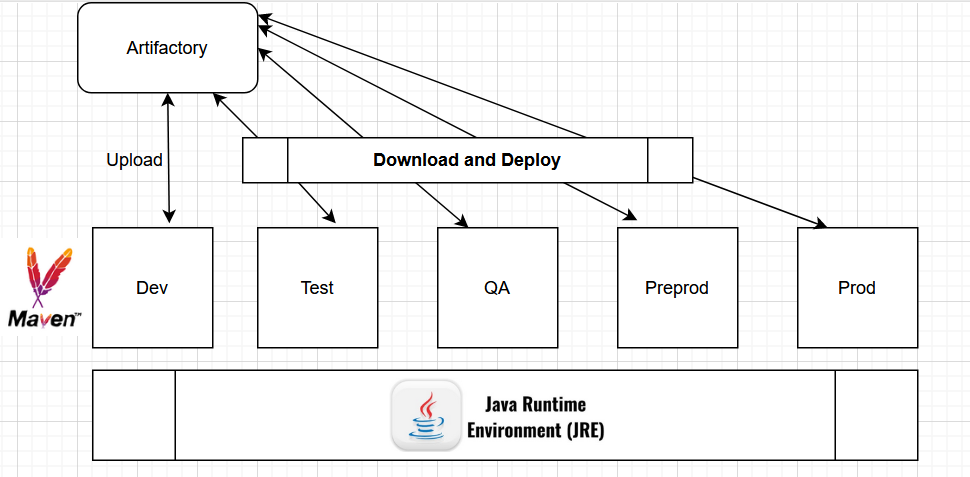 Artifactory
Upload
Download and Deploy
Dev
Test
QA
Preprod
Prod
Maven™
Java Runtime
Environment (JRE)